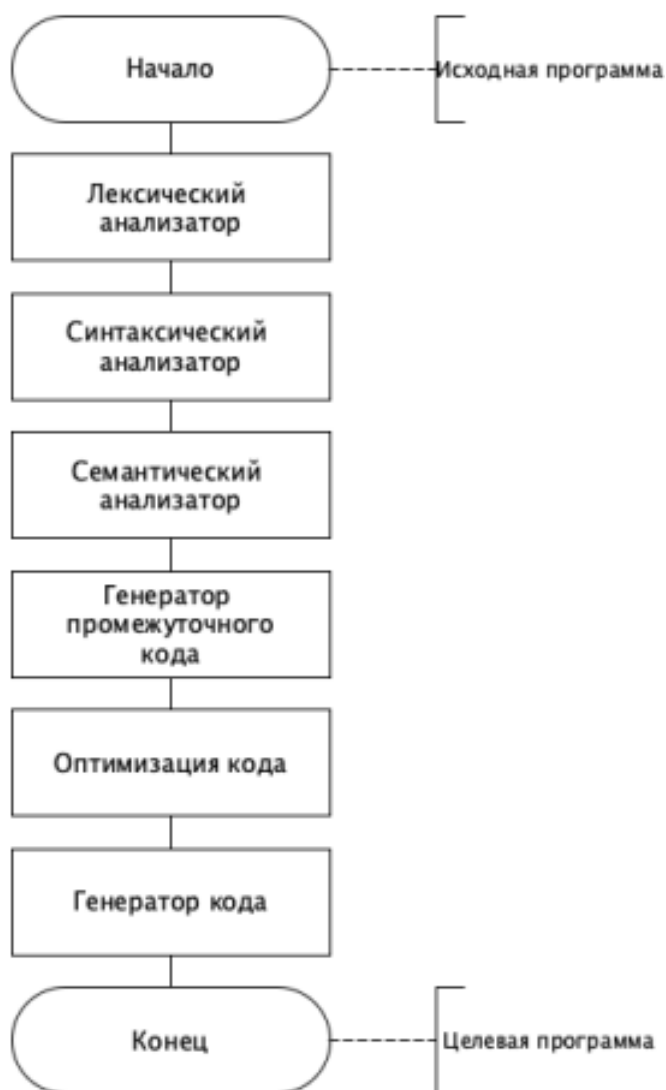 Начало
Исходная программа
Лексический
анализатор
Синтаксический
анализатор
Семантический
анализатор
Генератор
промежуточного
кода
Оптимизация кода
Генератор кода
Конец
Целевая программа